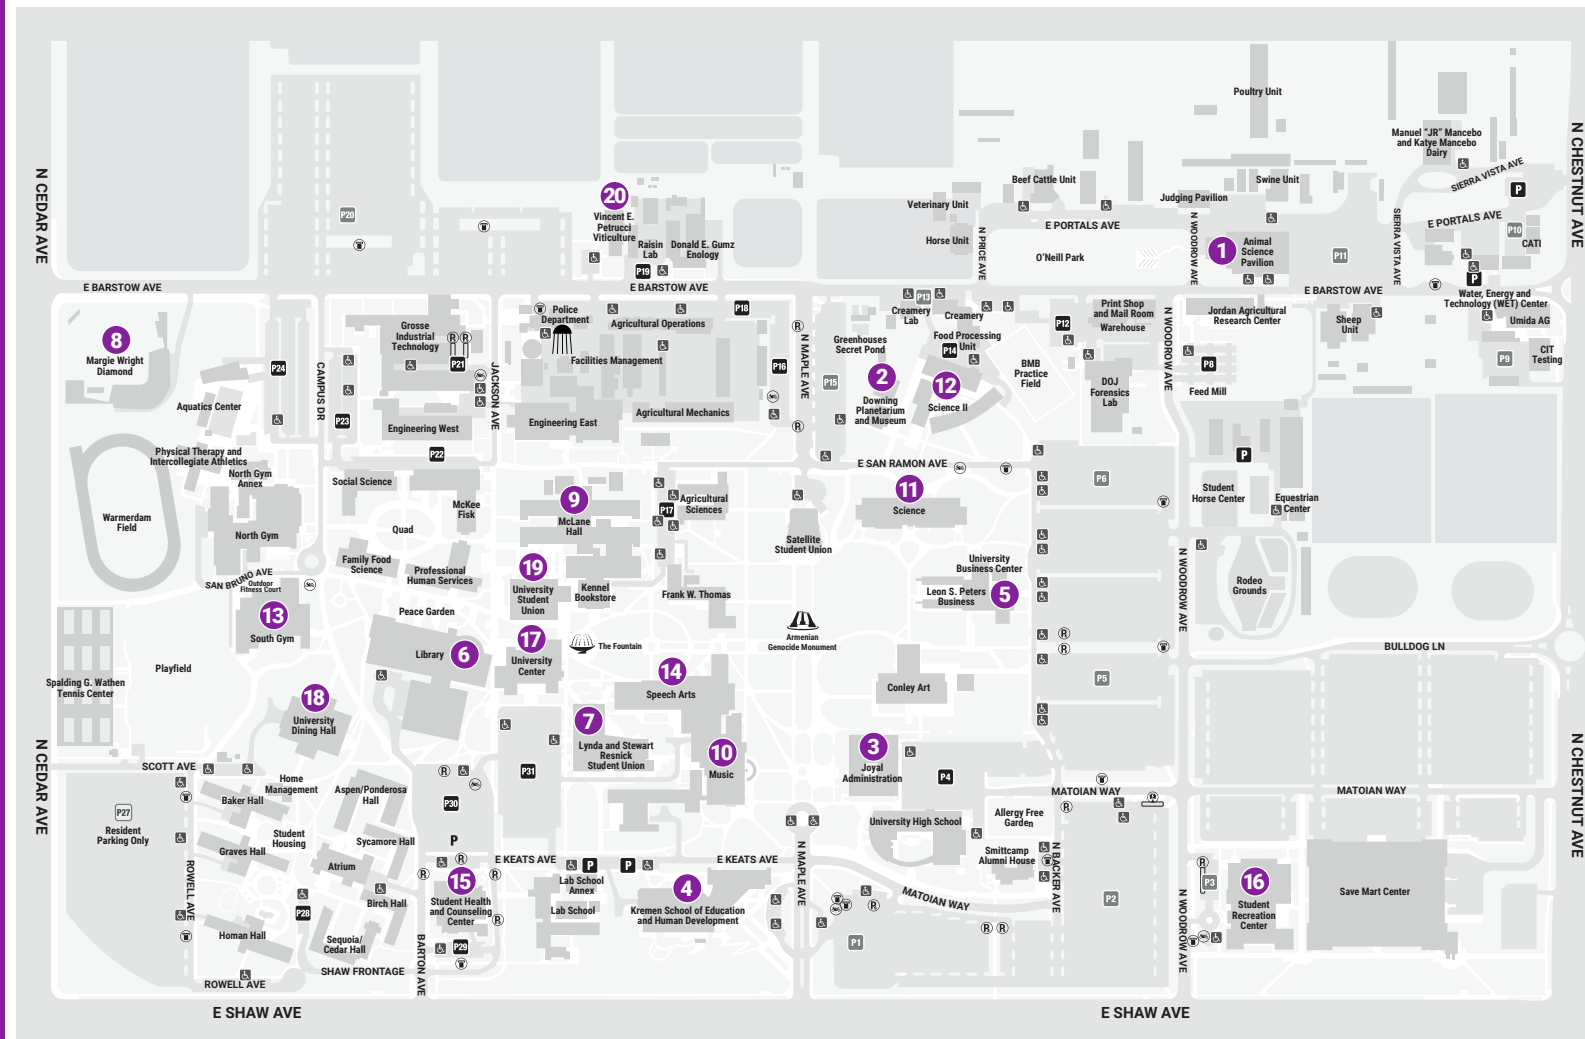 Poultry Unit
Manuel "JR" Mancebo
and Katye Mancebo
Dairy
N CHESTNUT AVE
N CEDAR AVE
SIERRA VISTA AVE
P
Beef Cattle Unit
Swine Unit
Judging Pavilion
20
Vincent E.
Petrucci
Viticulture
P20
Veterinary Unit
E PORTALS AVE
N WOODROW AVE
SIERRA VISTA AVE
E PORTALS AVE
P10
CATI
Raisin
Lab
Donald E. Gumz
Enology
P19
Horse Unit
N PRICE AVE
O'Neill Park
1
Animal
Science
Pavilion
P11
P
E BARSTOW AVE
E BARSTOW AVE
E BARSTOW AVE
Water, Energy and
Technology (WET) Center
Umida AG
P18
P13
Creamery
Lab
Creamery
Print Shop
and Mail Room
Warehouse
P12
Jordan Agricultural
Research Center
Sheep
Unit
Police
Department
Agricultural Operations
Grosse
Industrial
Technology
R R
P21
R
Greenhouses
Secret Pond
Food Processing
Unit
P14
8
Margie Wright
Diamond
Facilities Management
P24
CAMPUS DR
JACKSON AVE
P16
N MAPLE AVE
P15
2
Downing
Planetarium
and Museum
12
Science II
BMB
Practice
Field
DOJ
Forensics
Lab
N WOODROW AVE
P8
Feed Mill
P9
CIT
Testing
Aquatics Center
P23
Engineering West
Engineering East
Agricultural Mechanics
R
P22
Physical Therapy and
Intercollegiate Athletics
North Gym
Annex
E SAN RAMON AVE
P
P6
Student
Horse Center
Equestrian
Center
Social Science
McKee
Fisk
9
McLane
Hall
P17
Agricultural
Sciences
11
Science
Warmerdam
Field
North Gym
Quad
Satellite
Student Union
Family Food
Science
Professional
Human Services
19
University
Student
Union
Kennel
Bookstore
Frank W. Thomas
University
Business Center
Leon S. Peters
Business
5
N WOODROW AVE
Rodeo
Grounds
SAN BRUNO AVE
Outdoor
Fitness Court
13
South Gym
Peace Garden
Library
6
17
University
Center
The Fountain
Armenian
Genocide Monument
R
R
BULLDOG LN
Playfield
Spalding G. Wathen
Tennis Center
14
Speech Arts
Conley Art
P5
18
University
Dining Hall
7
Lynda and Stewart
Resnick
Student Union
10
Music
3
Joyal
Administration
N CEDAR AVE
N CHESTNUT AVE
SCOTT AVE
P31
P4
R
Home
Management
Aspen/Ponderosa
Hall
P30
MATOIAN WAY
MATOIAN WAY
R
P27
Resident
Parking Only
Baker Hall
Allergy Free
Garden
University High School
Student
Housing
Graves Hall
Sycamore Hall
P
E KEATS AVE
E KEATS AVE
P
P
N MAPLE AVE
Smittcamp
Alumni House
N BACKER AVE
Atrium
R
R
R
15
Student Health
and Counseling
Center
Lab School
Annex
Lab School
4
Kremen School of Education
and Human Development
MATOIAN WAY
R
P2
R
P3
16
Student
Recreation
Center
Save Mart Center
ROWELL AVE
P28
Birch Hall
R
R R
P1
N WOODROW AVE
Homan Hall
Sequoia/
Cedar Hall
BARTON AVE
P29
SHAW FRONTAGE
ROWELL AVE
E SHAW AVE
E SHAW AVE